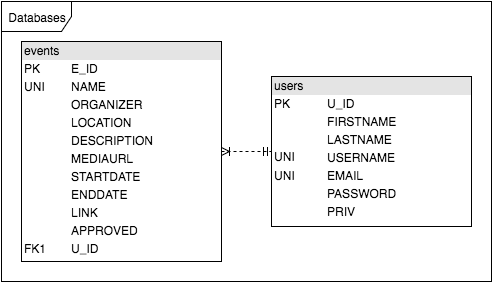 Databases
events
PK E_ID
UNI NAME
ORGANIZER
LOCATION
DESCRIPTION
MEDIAURL
STARTDATE
ENDDATE
LINK
APPROVED
FK1 U_ID
users
PK U_ID
FIRSTNAME
LASTNAME
UNI USERNAME
UNI EMAIL
PASSWORD
PRIV